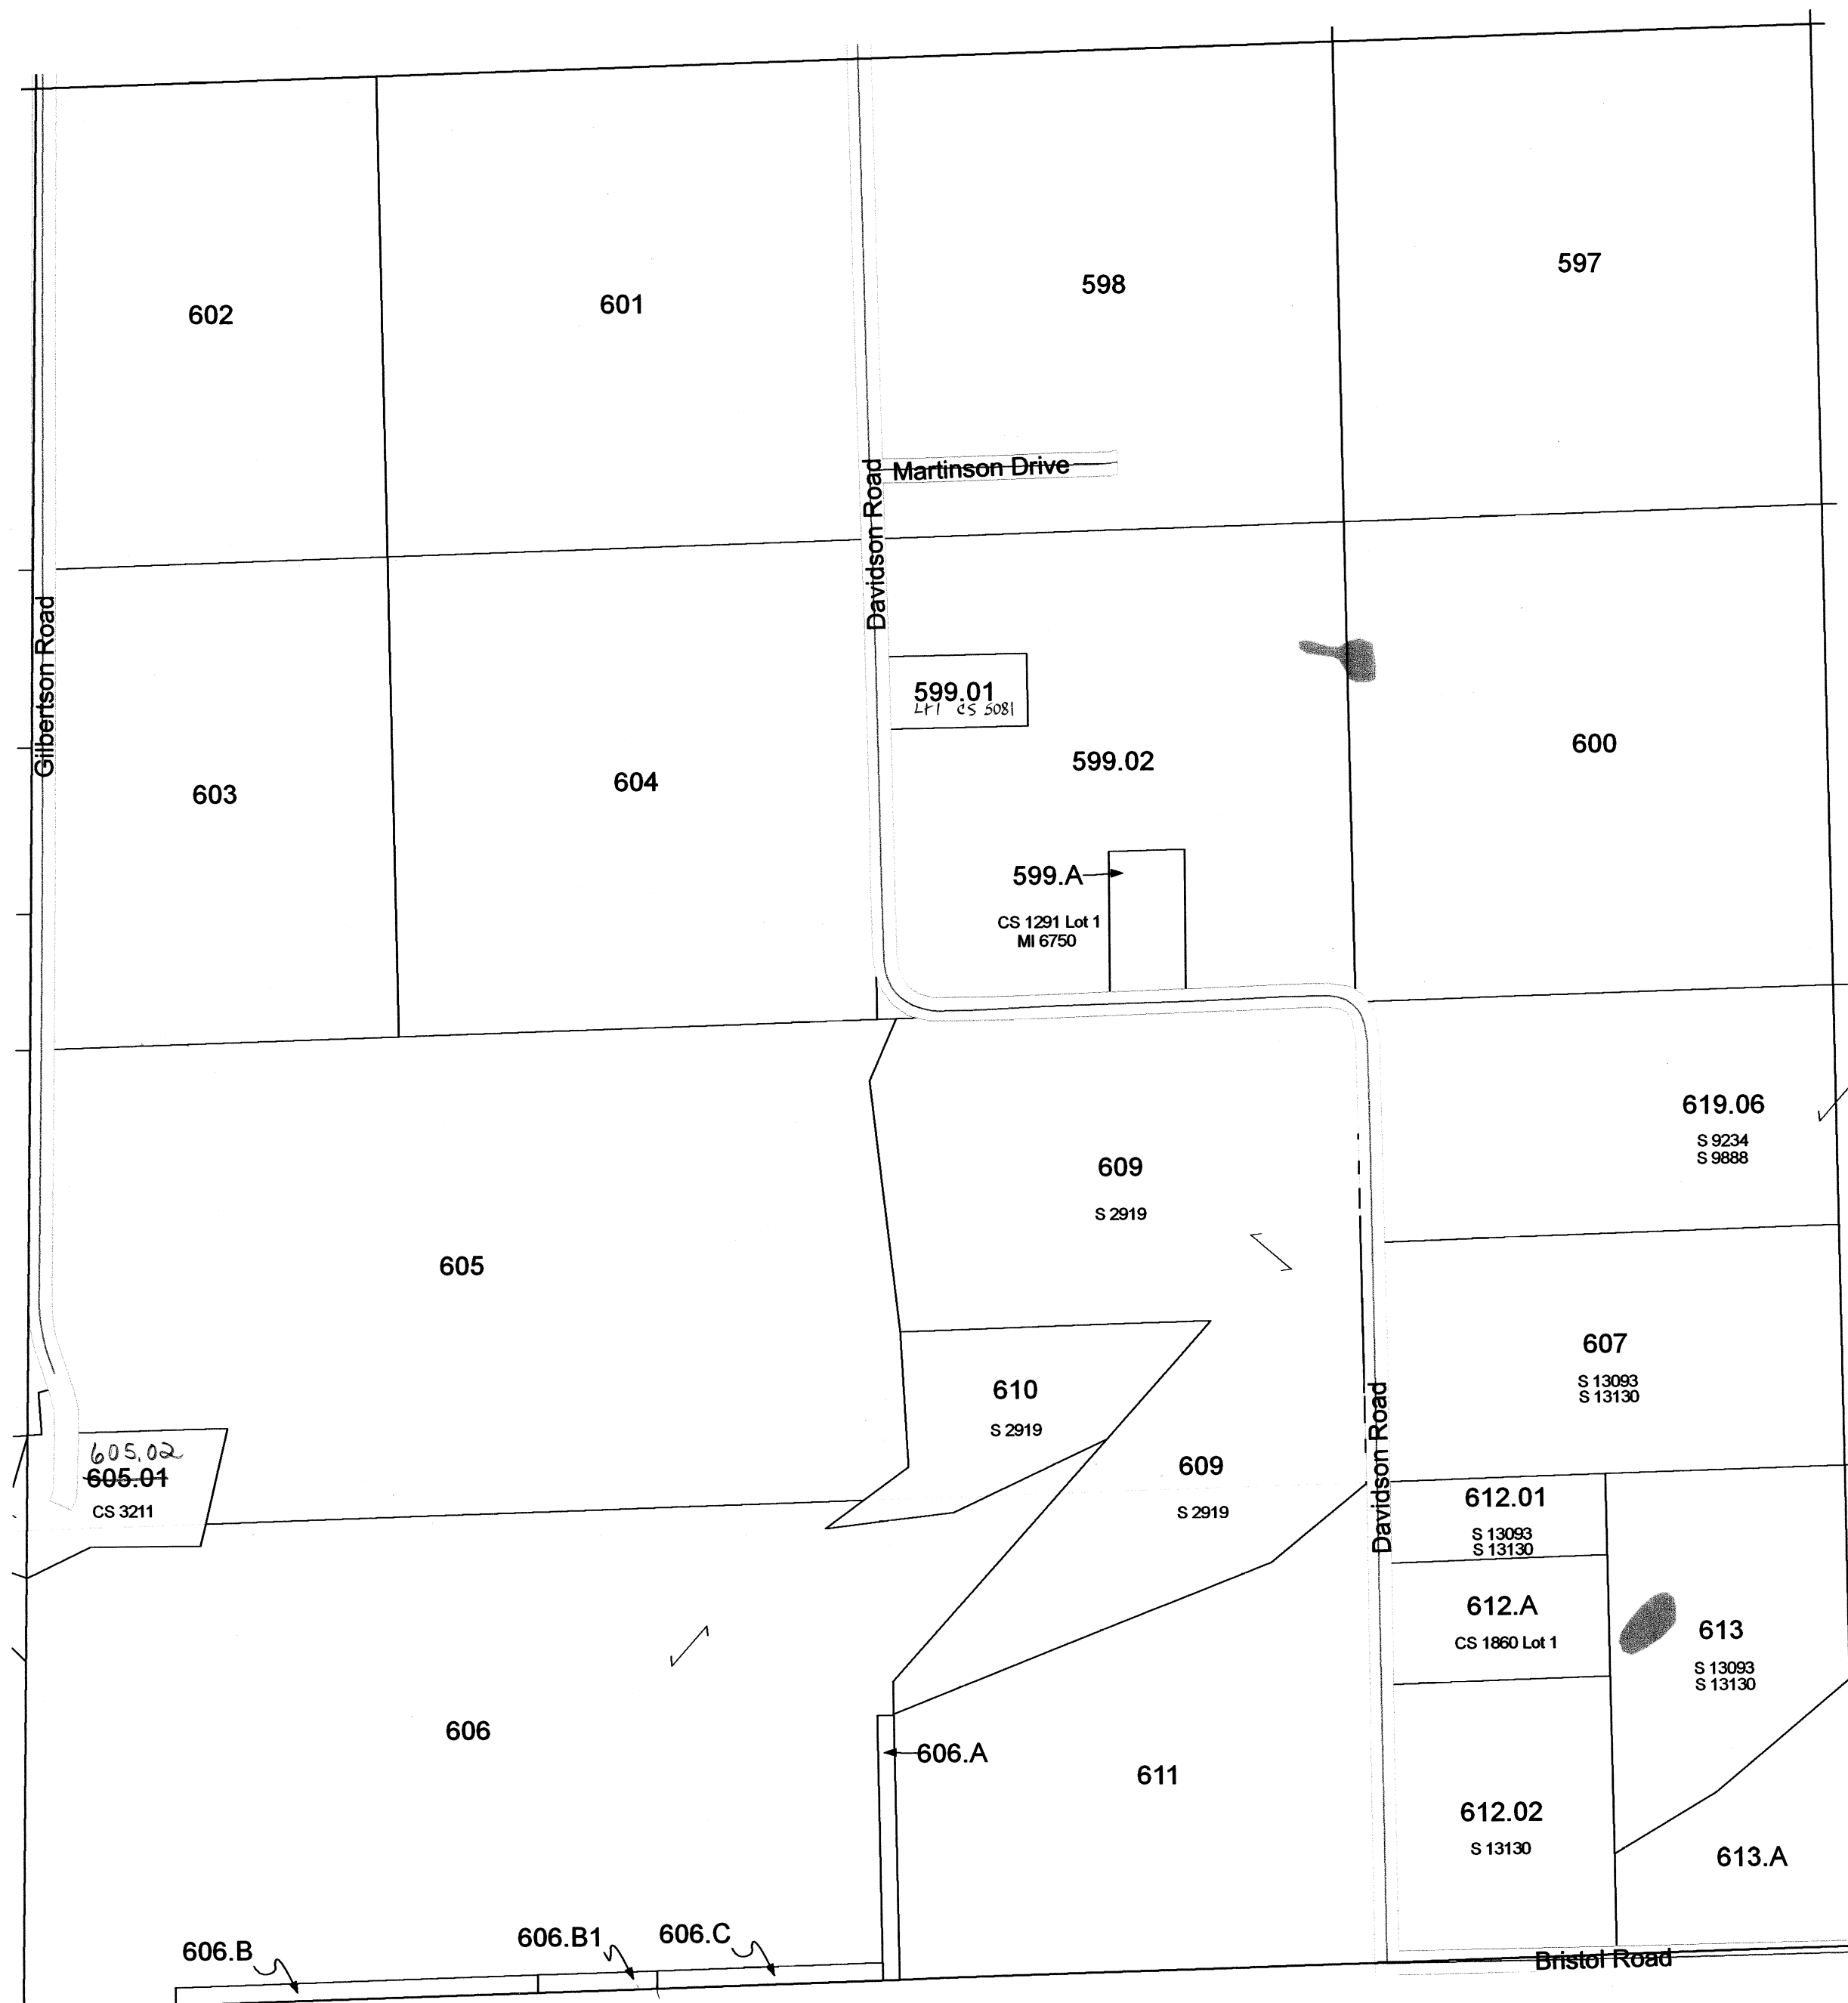 597
598
601
602
Martinson Drive
Davidson Road
Gilbertson Road
599.01
Lt 1 CS 5081
599.02
600
604
603
599.A
CS 1291 Lot 1
MI 6750
619.06
S 9234
S 9888
609
S 2919
605
607
S 13093
S 13130
610
S 2919
605.02
605.01
CS 3211
609
S 2919
Davidson Road
612.01
S 13093
S 13130
612.A
CS 1860 Lot 1
613
S 13093
S 13130
606
606.A
611
612.02
S 13130
613.A
606.B
606.B1
606.C
Bristol Road